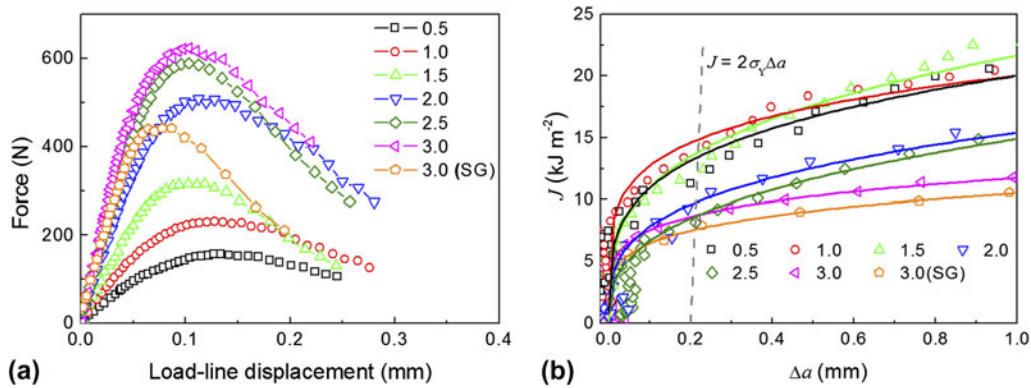 600
400
200
0
Force (N)
0.0 0.1 0.2 0.3 0.4
Load-line displacement (mm)
0.5
1.0
1.5
2.0
2.5
3.0
3.0 (SG)
(a)
25
20
15
10
5
0
J (kJ m⁻²)
J = 2σYΔa
0.5 1.0 1.5 2.0
2.5 3.0 3.0(SG)
0.0 0.2 0.4 0.6 0.8 1.0
Δa (mm)
(b)